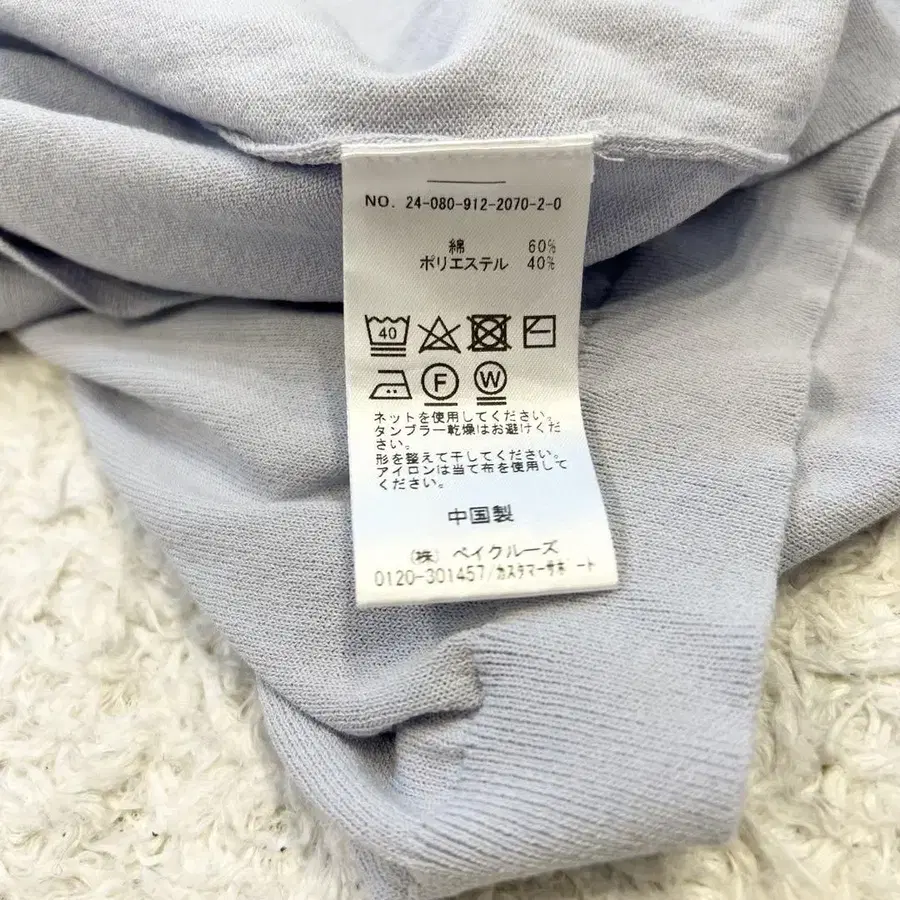 NO. 24-080-912-2070-2-0
綿 60%
ポリエステル 40%
40
F W
ネットを使用してください。
タンブラー乾燥はお避けくだ
さい。
形を整えて干してください。
アイロンは当て布を使用して
ください。
中国製
(株) ベイクルーズ
0120-301457/カスタマーサポート